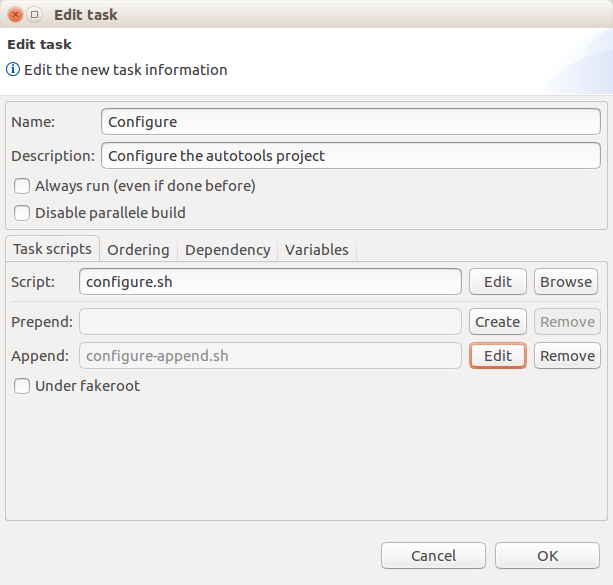 Edit task
Edit task
Edit the new task information
Name: Configure
Description: Configure the autotools project
Always run (even if done before)
Disable parallele build
Task scripts Ordering Dependency Variables
Script: configure.sh Edit Browse
Prepend: Create Remove
Append: configure-append.sh Edit Remove
Under fakeroot
Cancel OK